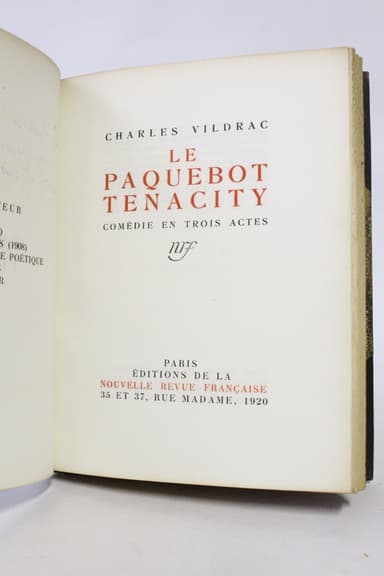 EUR
)
S (1908)
E POÉTIQUE
E
R
CHARLES VILDRAC
LE
PAQUEBOT
TENACITY
COMÉDIE EN TROIS ACTES
nrf
PARIS
ÉDITIONS DE LA
NOUVELLE REVUE FRANÇAISE
35 ET 37, RUE MADAME, 1920